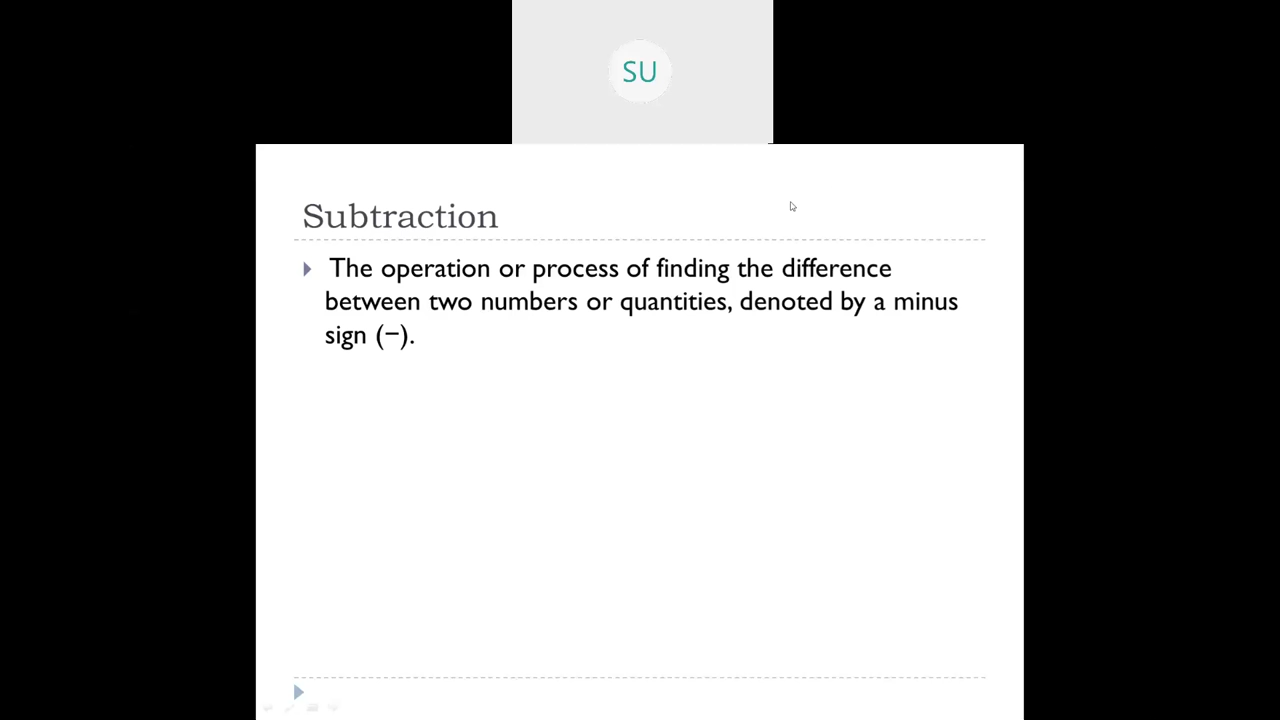 SU
Subtraction
The operation or process of finding the difference
between two numbers or quantities, denoted by a minus
sign (−).